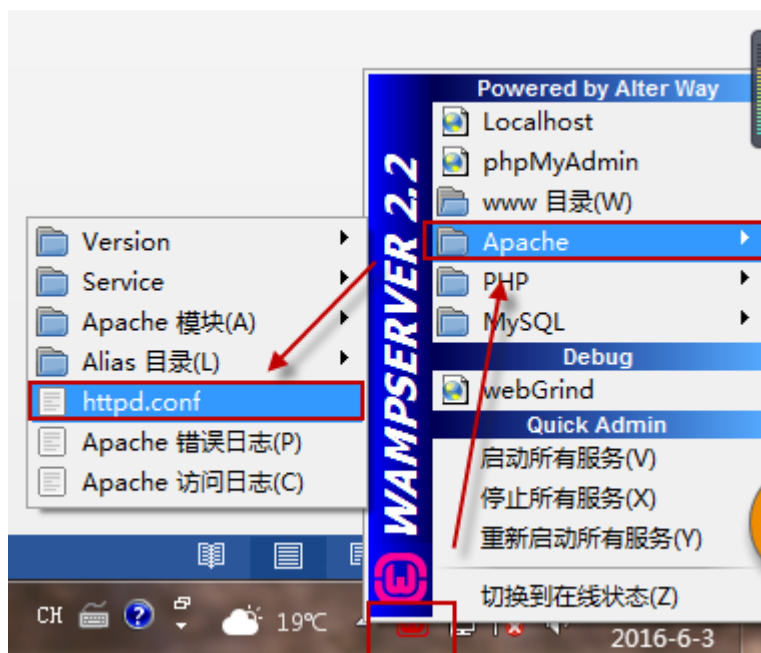 Powered by Alter Way
Localhost
phpMyAdmin
www 目录(W)
Apache
PHP
MySQL
Debug
webGrind
Quick Admin
启动所有服务(V)
停止所有服务(X)
重新启动所有服务(Y)
切换到在线状态(Z)
WAMPSERVER 2.2
Version
Service
Apache 模块(A)
Alias 目录(L)
httpd.conf
Apache 错误日志(P)
Apache 访问日志(C)
CH
19℃
2016-6-3